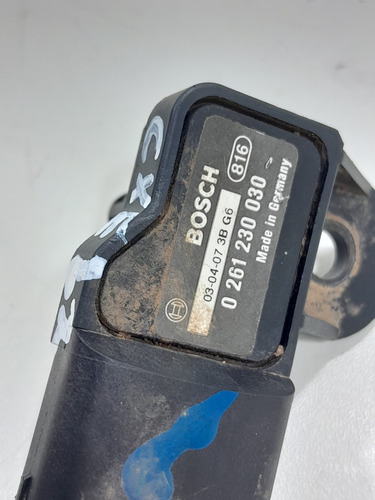 BOSCH 816
03-04-07 3B G6
0 261 230 030
Made in Germany